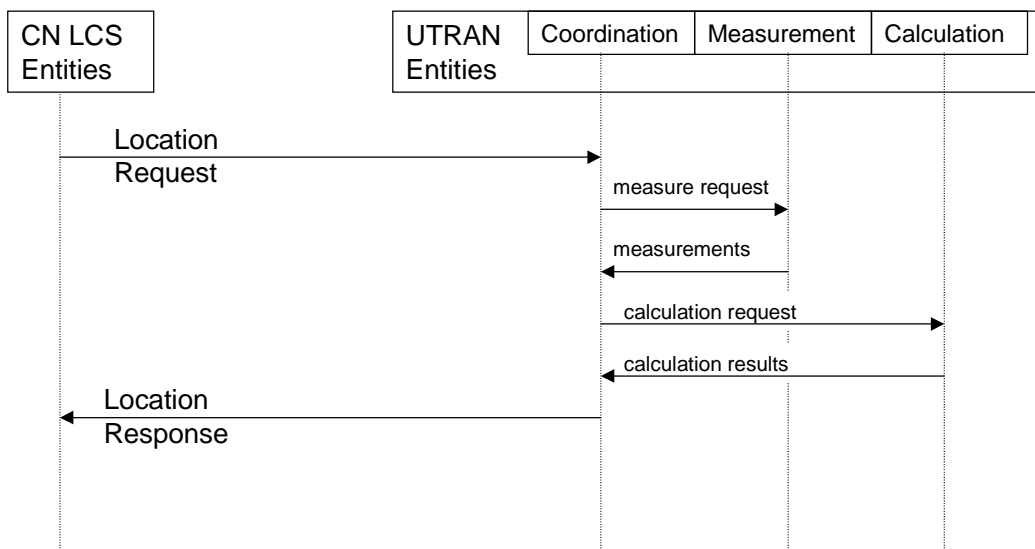 CN LCS
Entities
UTRAN
Entities
Coordination
Measurement
Calculation
Location
Request
measure request
measurements
calculation request
calculation results
Location
Response